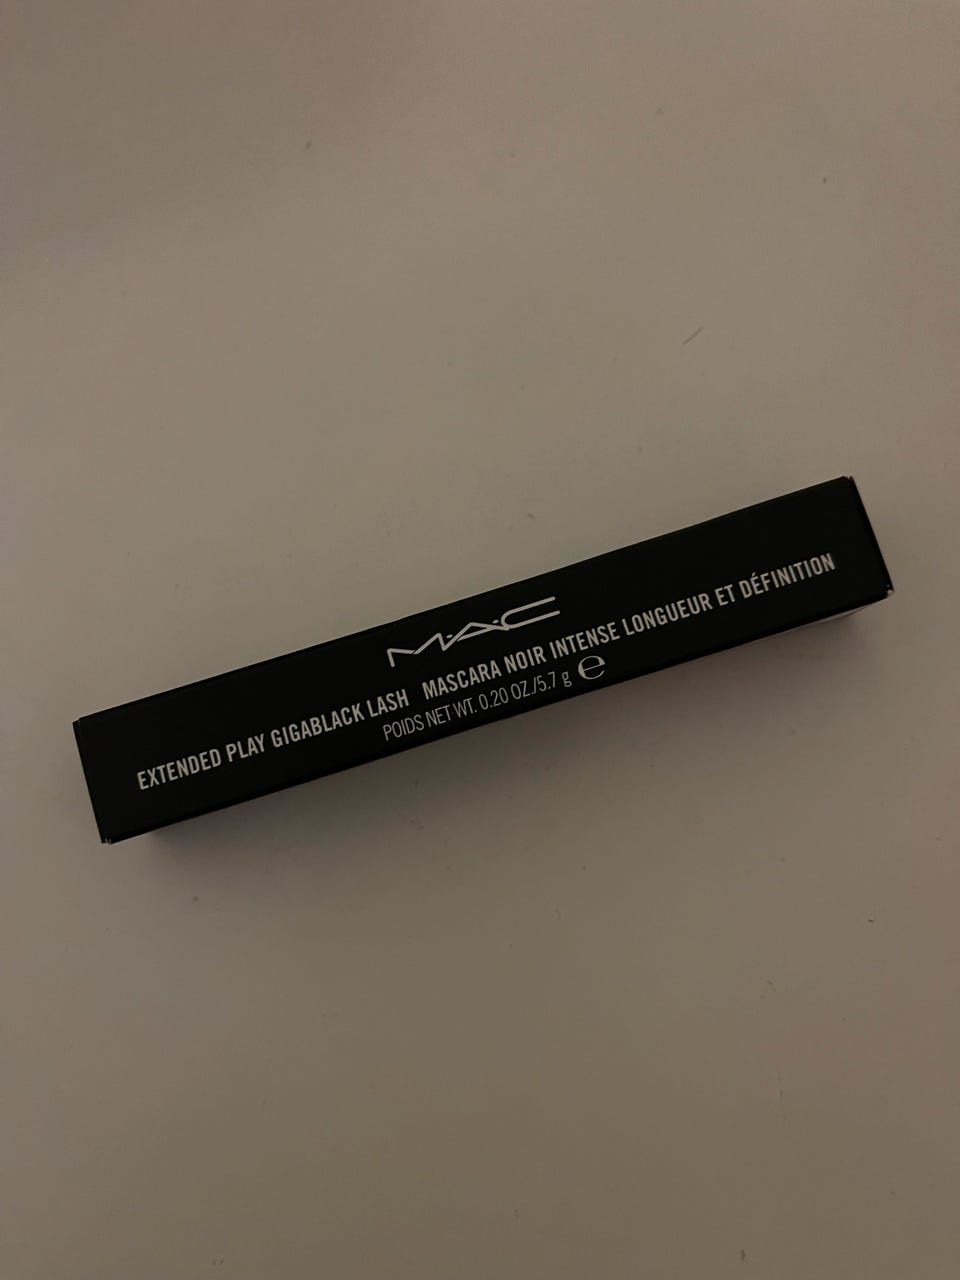 M·A·C
EXTENDED PLAY GIGABLACK LASH MASCARA NOIR INTENSE LONGUEUR ET DÉFINITION
POIDS NET WT. 0.20 OZ./5.7 g ℮